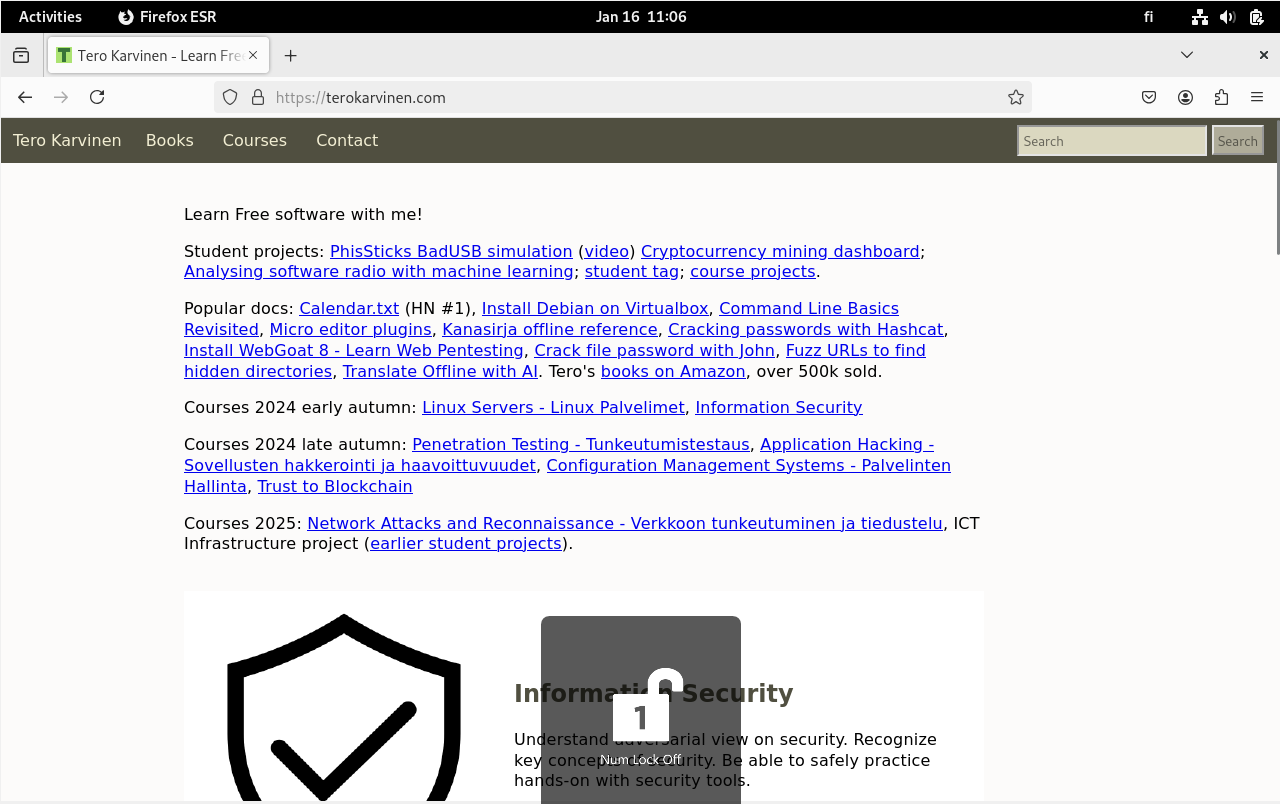 Activities Firefox ESR Jan 16 11:06 fi
Tero Karvinen - Learn Fre
https://terokarvinen.com
Tero Karvinen Books Courses Contact Search Search
Learn Free software with me!
Student projects: PhisSticks BadUSB simulation (video) Cryptocurrency mining dashboard;
Analysing software radio with machine learning; student tag; course projects.
Popular docs: Calendar.txt (HN #1), Install Debian on Virtualbox, Command Line Basics
Revisited, Micro editor plugins, Kanasirja offline reference, Cracking passwords with Hashcat,
Install WebGoat 8 - Learn Web Pentesting, Crack file password with John, Fuzz URLs to find
hidden directories, Translate Offline with AI. Tero's books on Amazon, over 500k sold.
Courses 2024 early autumn: Linux Servers - Linux Palvelimet, Information Security
Courses 2024 late autumn: Penetration Testing - Tunkeutumistestaus, Application Hacking -
Sovellusten hakkerointi ja haavoittuvuudet, Configuration Management Systems - Palvelinten
Hallinta, Trust to Blockchain
Courses 2025: Network Attacks and Reconnaissance - Verkkoon tunkeutuminen ja tiedustelu, ICT
Infrastructure project (earlier student projects).
Information Security
1
Understand adversarial view on security. Recognize
key concepts of security. Be able to safely practice
Num Lock Off
hands-on with security tools.